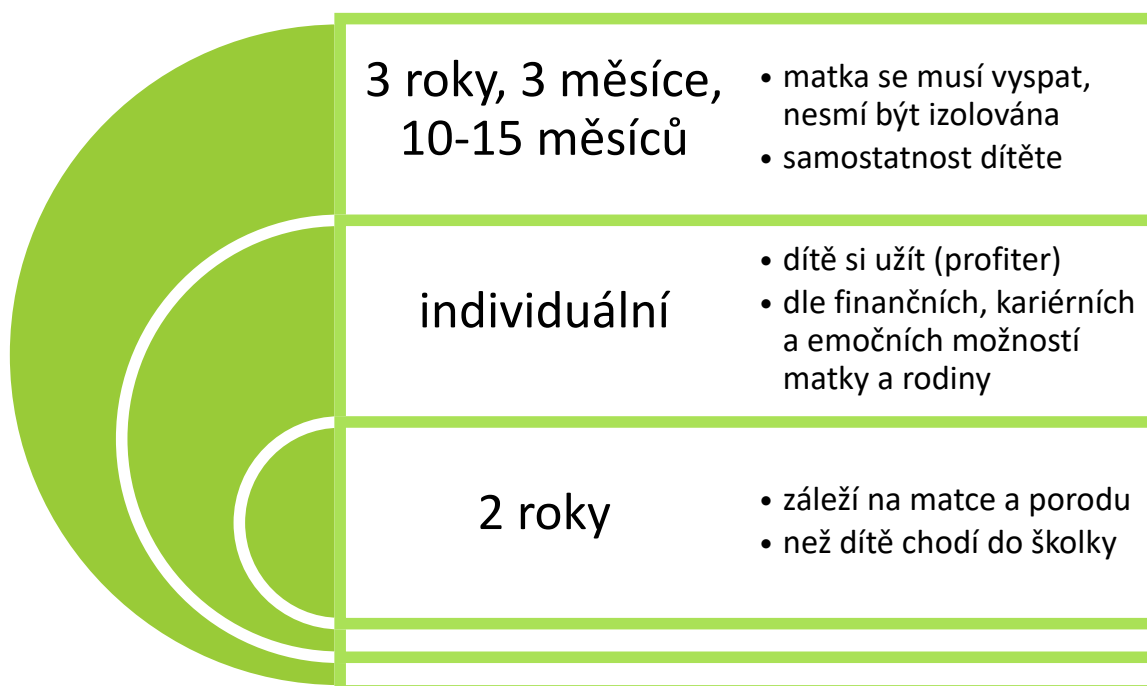 3 roky, 3 měsíce,
10-15 měsíců
• matka se musí vyspat,
nesmí být izolována
• samostatnost dítěte
individuální
• dítě si užít (profiter)
• dle finančních, kariérních
a emočních možností
matky a rodiny
2 roky
• záleží na matce a porodu
• než dítě chodí do školky